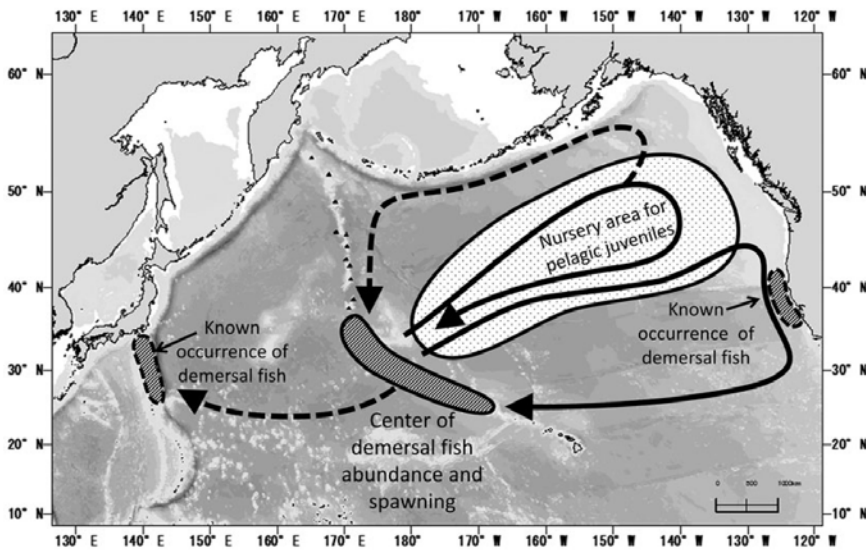 130° E 140° E 150° E 160° E 170° E 180° 170° W 160° W 150° W 140° W 130° W 120° W
60° N 60° N
50° N 50° N
Nursery area for
pelagic juveniles
40° N 40° N
Known
occurrence of
demersal fish
Known
occurrence of
demersal fish
30° N 30° N
Center of
demersal fish
abundance and
spawning
20° N 20° N
0 500 1000km
10° N 10° N
130° E 140° E 150° E 160° E 170° E 180° 170° W 160° W 150° W 140° W 130° W 120° W